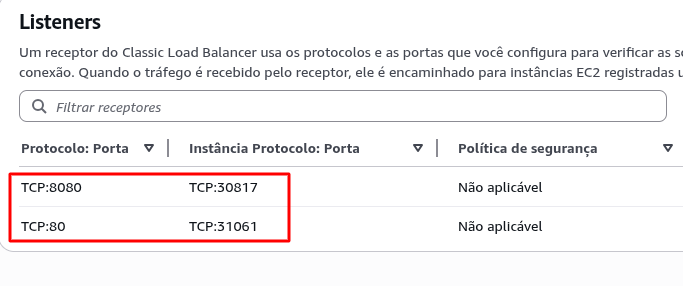 Listeners
Um receptor do Classic Load Balancer usa os protocolos e as portas que você configura para verificar as
conexão. Quando o tráfego é recebido pelo receptor, ele é encaminhado para instâncias EC2 registradas
Filtrar receptores
Protocolo: Porta Instância Protocolo: Porta Política de segurança
TCP:8080 TCP:30817 Não aplicável
TCP:80 TCP:31061 Não aplicável